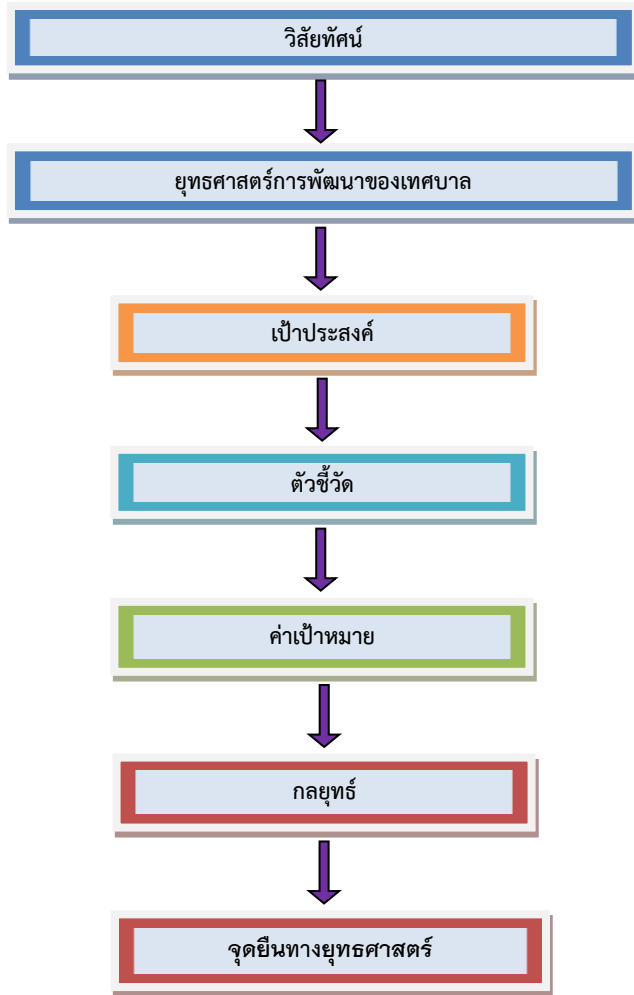 วิสัยทัศน์
ยุทธศาสตร์การพัฒนาของเทศบาล
เป้าประสงค์
ตัวชี้วัด
ค่าเป้าหมาย
กลยุทธ์
จุดยืนทางยุทธศาสตร์